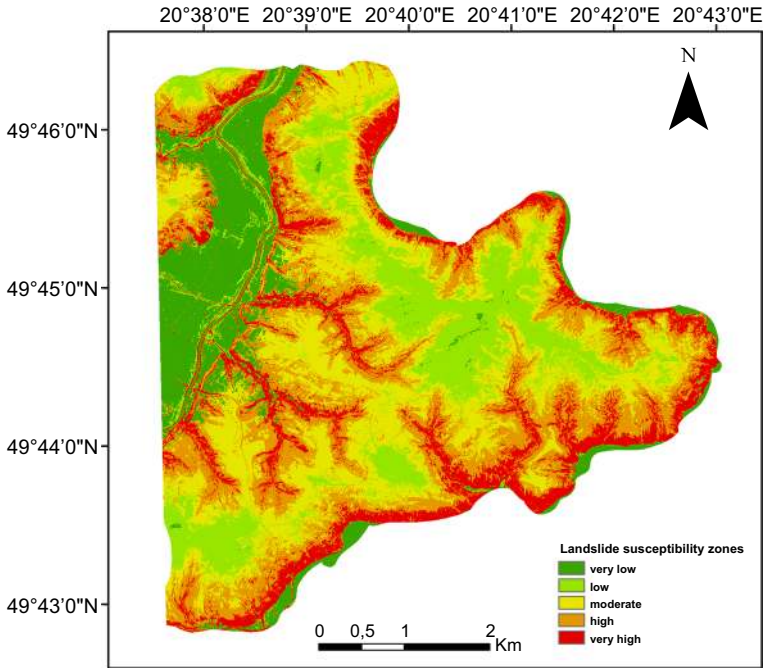 20°38'0"E 20°39'0"E 20°40'0"E 20°41'0"E 20°42'0"E 20°43'0"E
N
49°46'0"N
49°45'0"N
49°44'0"N
49°43'0"N
Landslide susceptibility zones
very low
low
moderate
high
very high
0 0,5 1 2
Km